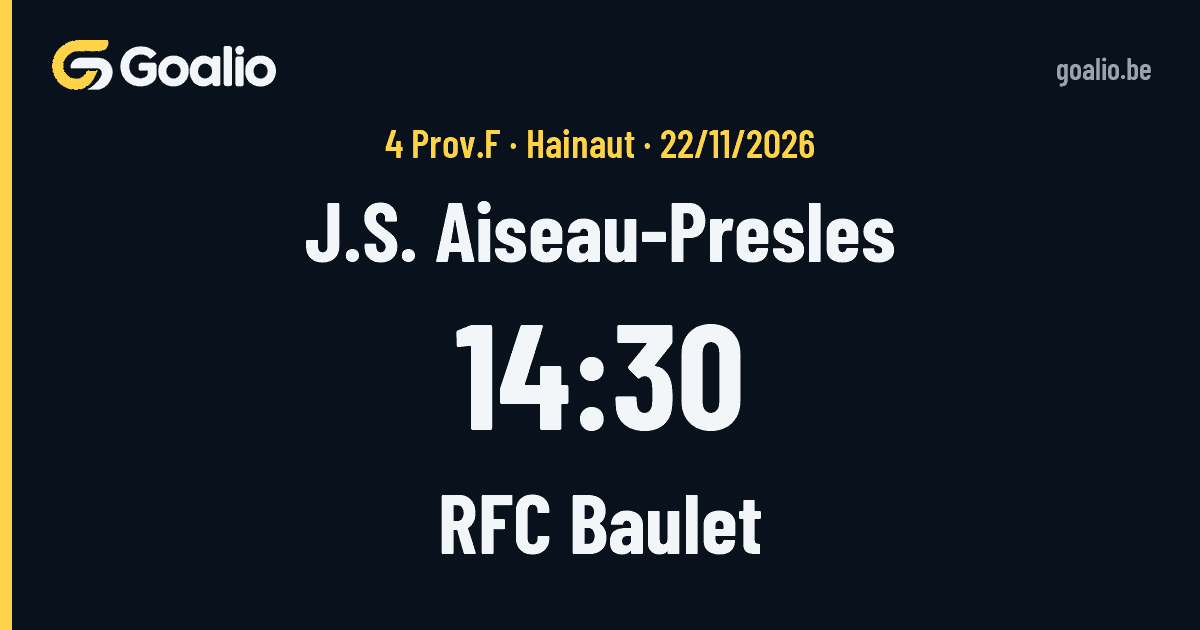 Goalio
goalio.be
4 Prov.F · Hainaut · 22/11/2026
J.S. Aiseau-Presles
14:30
RFC Baulet